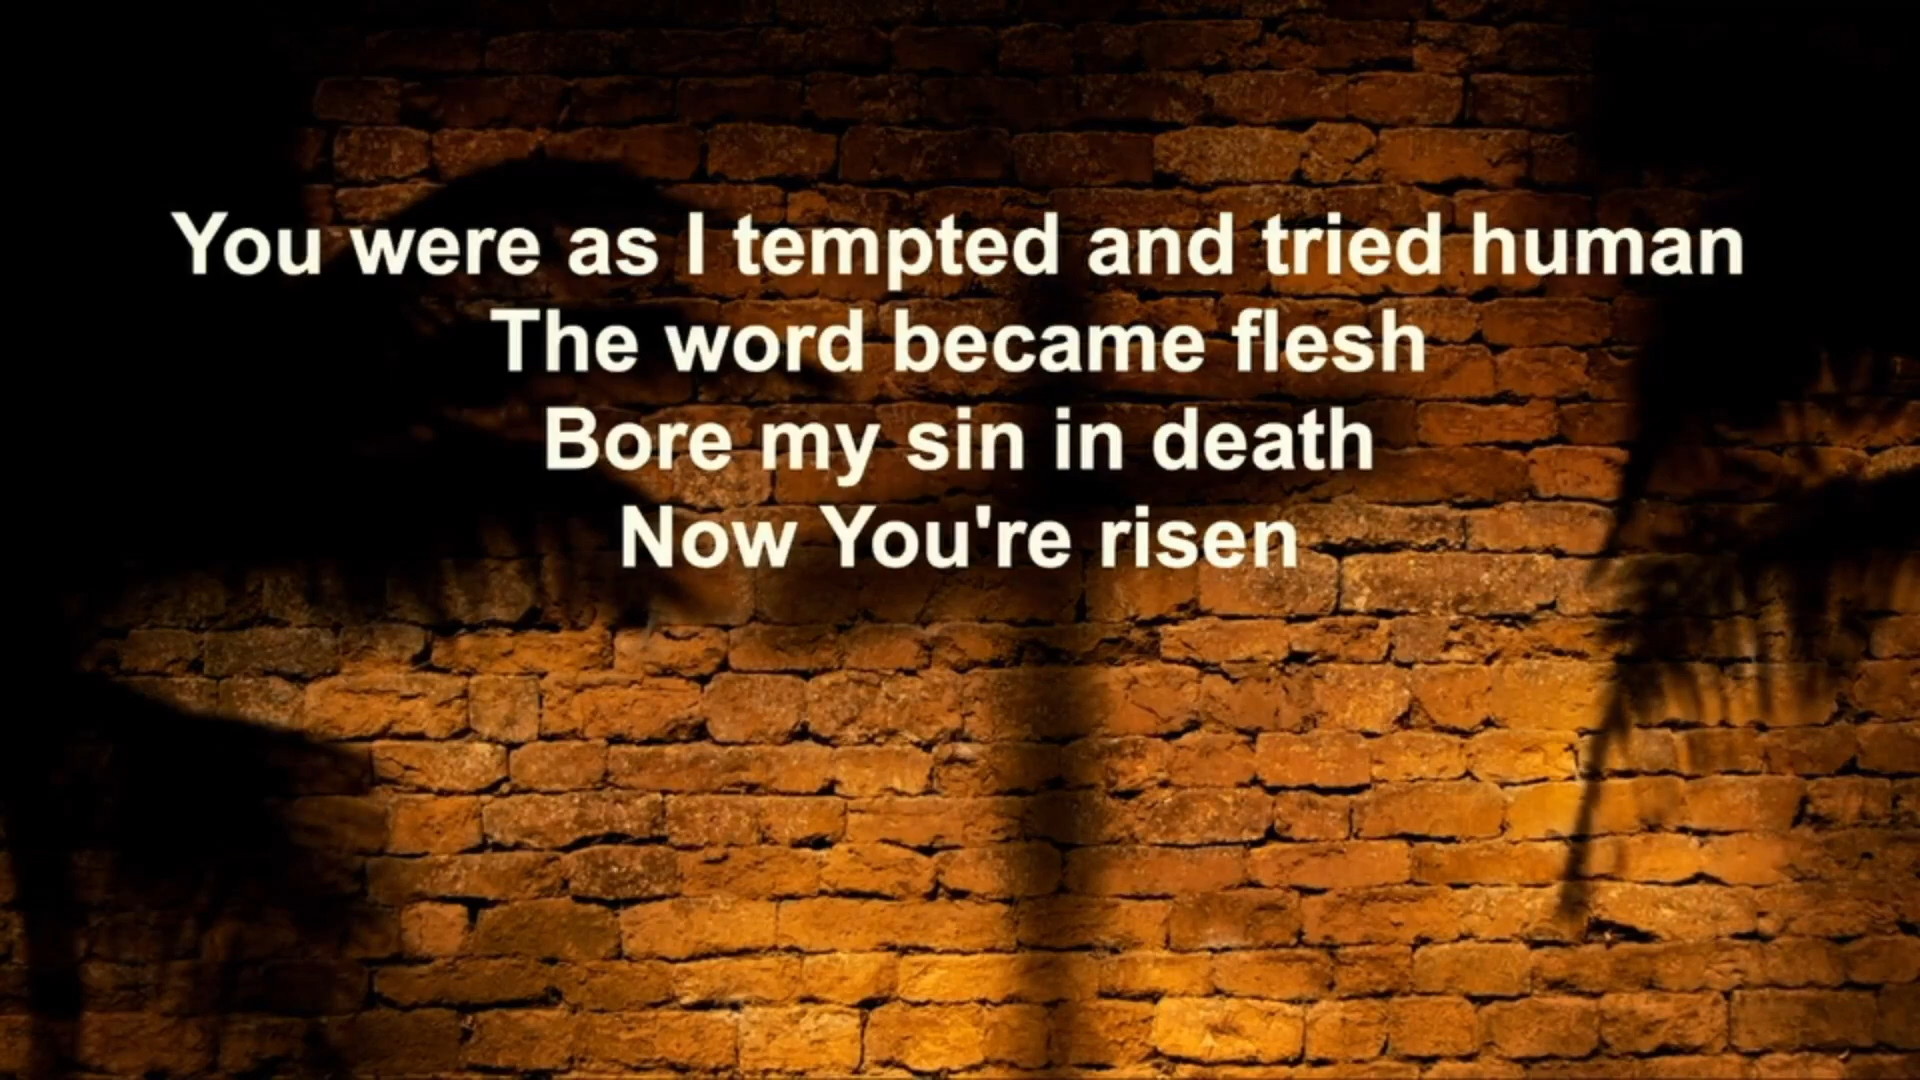 You were as I tempted and tried human
The word became flesh
Bore my sin in death
Now You're risen